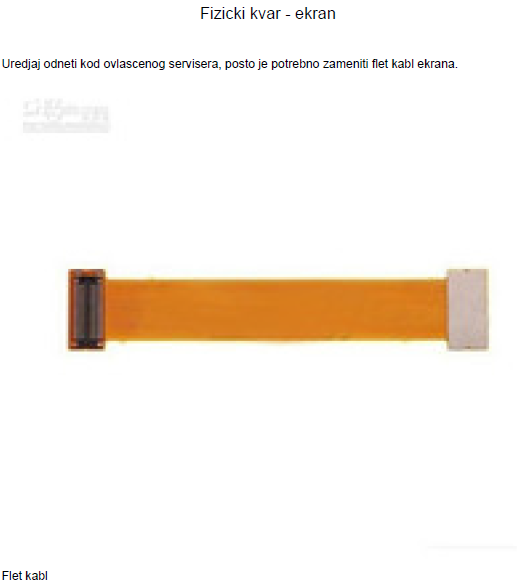 Fizicki kvar - ekran
Uredjaj odneti kod ovlascenog servisera, posto je potrebno zameniti flet kabl ekrana.
Flet kabl